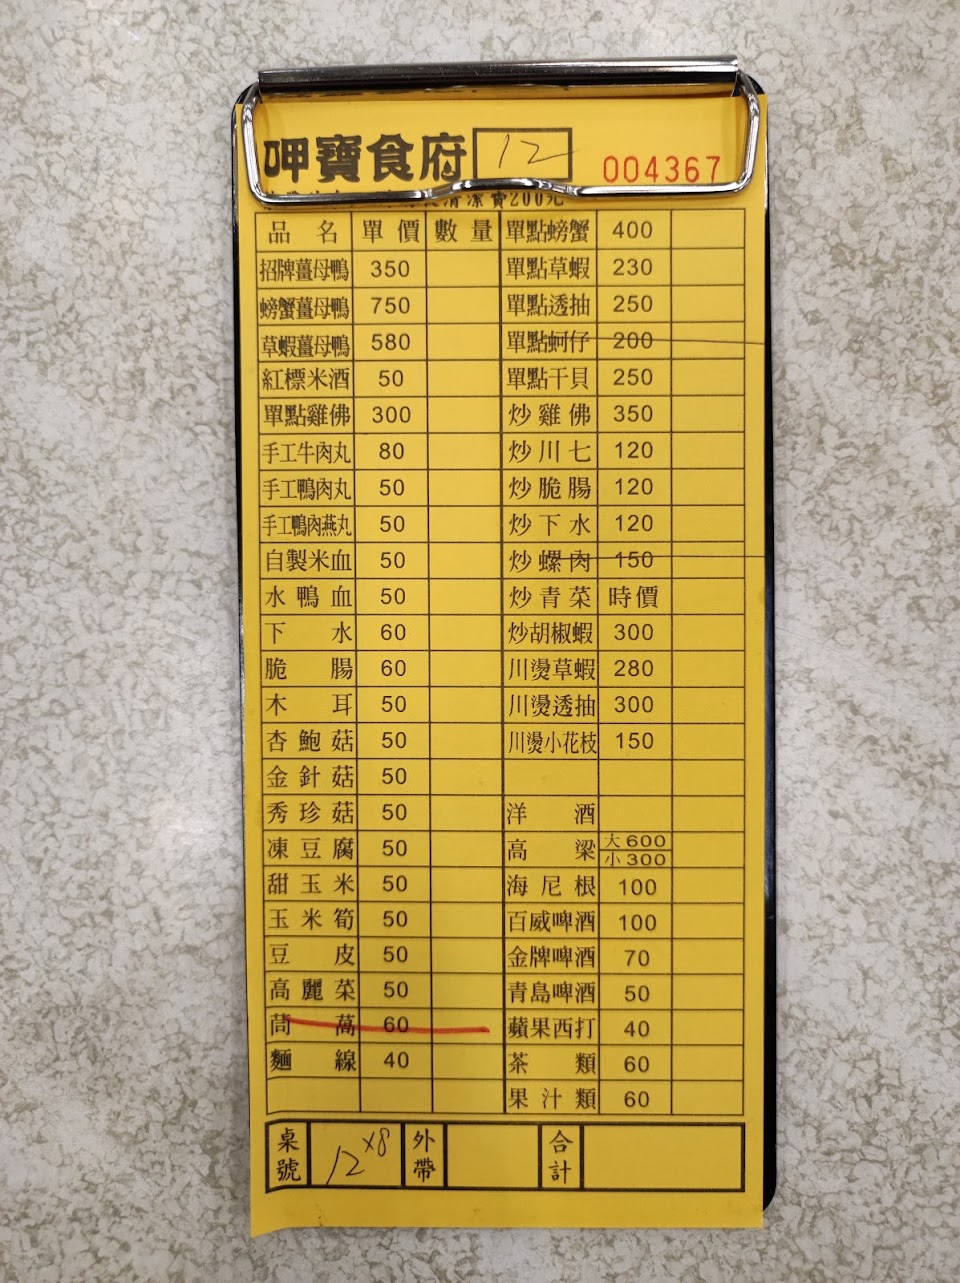 呷寶食府 12 004367
清潔費200元
品名 單價 數量 單點螃蟹 400
招牌薑母鴨 350 單點草蝦 230
螃蟹薑母鴨 750 單點透抽 250
草蝦薑母鴨 580 單點蚵仔 200
紅標米酒 50 單點干貝 250
單點雞佛 300 炒雞佛 350
手工牛肉丸 80 炒川七 120
手工鴨肉丸 50 炒脆腸 120
手工鴨肉燕丸 50 炒下水 120
自製米血 50 炒螺肉 150
水鴨血 50 炒青菜 時價
下水 60 炒胡椒蝦 300
脆腸 60 川燙草蝦 280
木耳 50 川燙透抽 300
杏鮑菇 50 川燙小花枝 150
金針菇 50
秀珍菇 50 洋酒
凍豆腐 50 高粱 大600 小300
甜玉米 50 海尼根 100
玉米筍 50 百威啤酒 100
豆皮 50 金牌啤酒 70
高麗菜 50 青島啤酒 50
茼萵 60 蘋果西打 40
麵線 40 茶類 60
果汁類 60
桌號 12 x8 外帶 合計